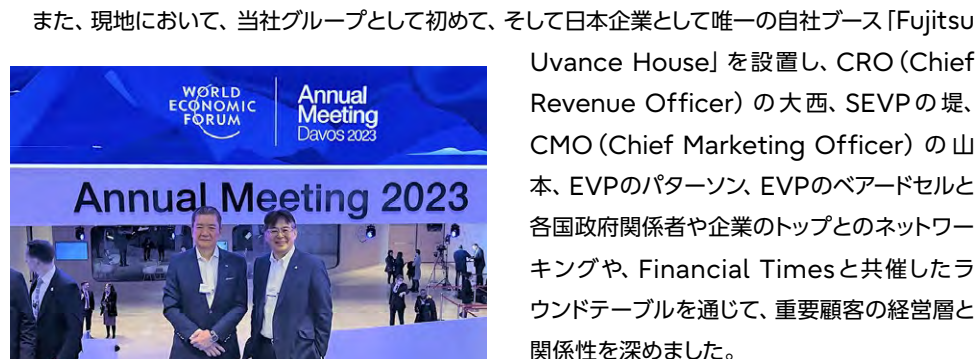 また、現地において、当社グループとして初めて、そして日本企業として唯一の自社ブース「Fujitsu
Uvance House」を設置し、CRO(Chief
Revenue Officer)の大西、SEVPの堤、
CMO(Chief Marketing Officer)の山
本、EVPのパターソン、EVPのベアードセルと
各国政府関係者や企業のトップとのネットワー
キングや、Financial Timesと共催したラ
ウンドテーブルを通じて、重要顧客の経営層と
関係性を深めました。
WORLD
ECONOMIC
FORUM
Annual
Meeting
Davos 2023
Annual Meeting 2023